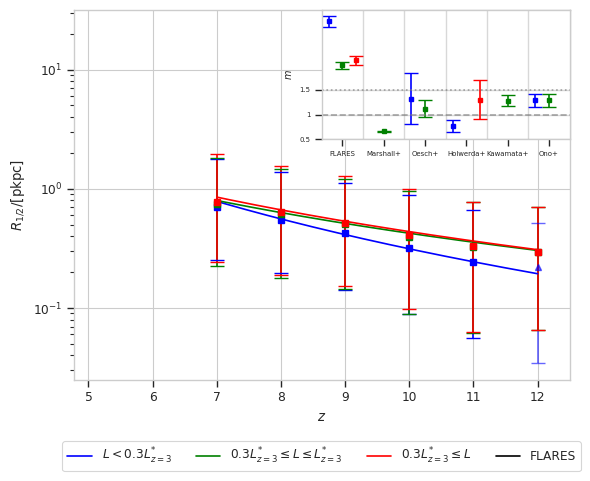 10^1
10^0
10^-1
R_{1/2}/[pkpc]
m
1.5
1
0.5
FLARES Marshall+ Oesch+ Holwerda+ Kawamata+ Ono+
5 6 7 8 9 10 11 12
z
L < 0.3L^*_{z=3} 0.3L^*_{z=3} ≤ L ≤ L^*_{z=3} 0.3L^*_{z=3} ≤ L FLARES